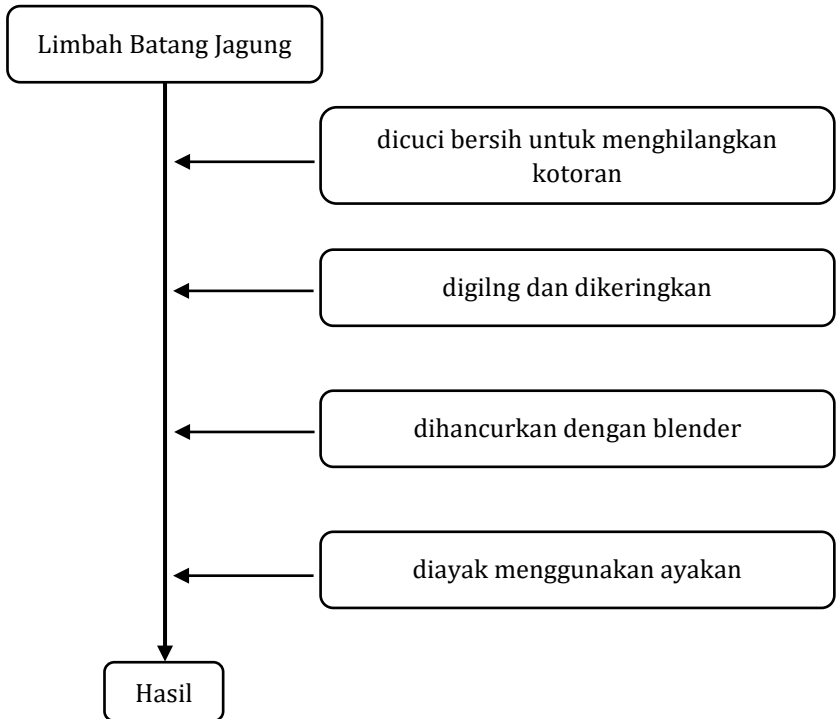 Limbah Batang Jagung
dicuci bersih untuk menghilangkan
kotoran
digilng dan dikeringkan
dihancurkan dengan blender
diayak menggunakan ayakan
Hasil